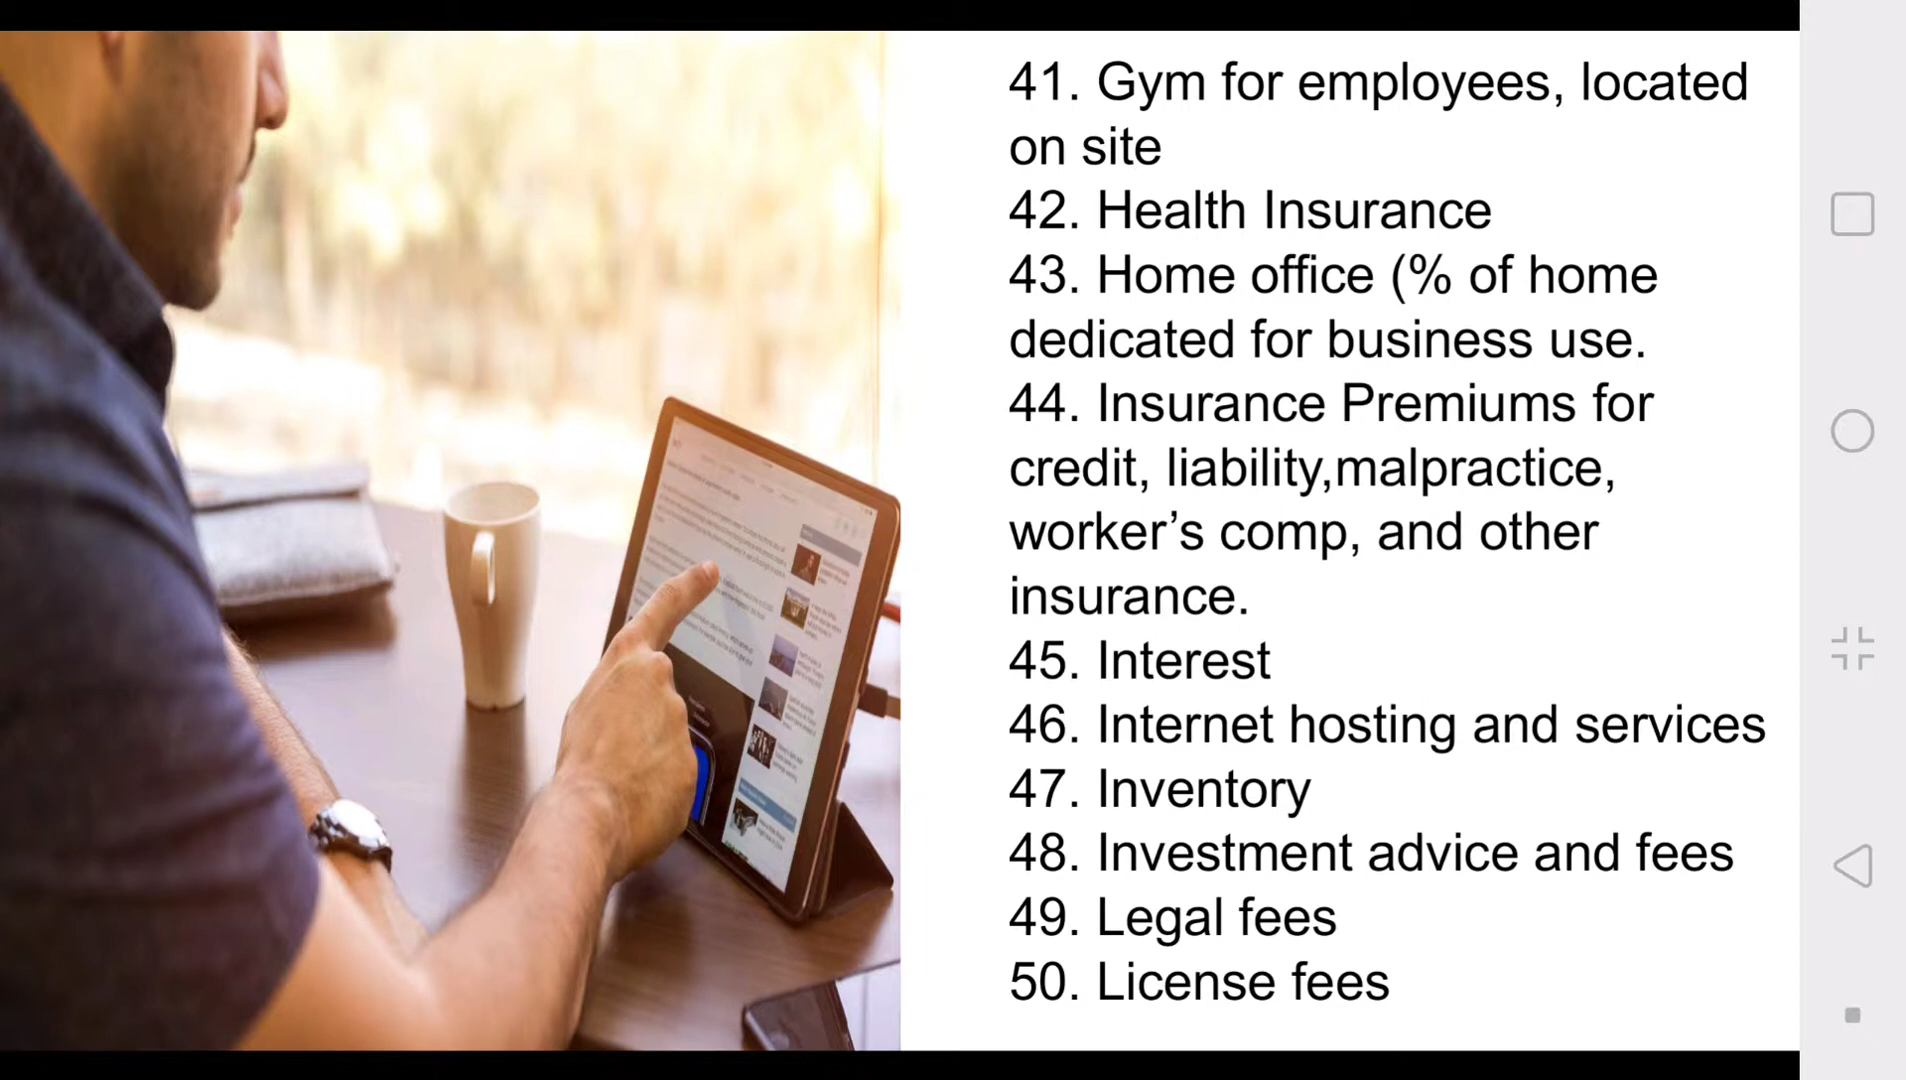 41. Gym for employees, located
on site
42. Health Insurance
43. Home office (% of home
dedicated for business use.
44. Insurance Premiums for
credit, liability,malpractice,
worker’s comp, and other
insurance.
45. Interest
46. Internet hosting and services
47. Inventory
48. Investment advice and fees
49. Legal fees
50. License fees